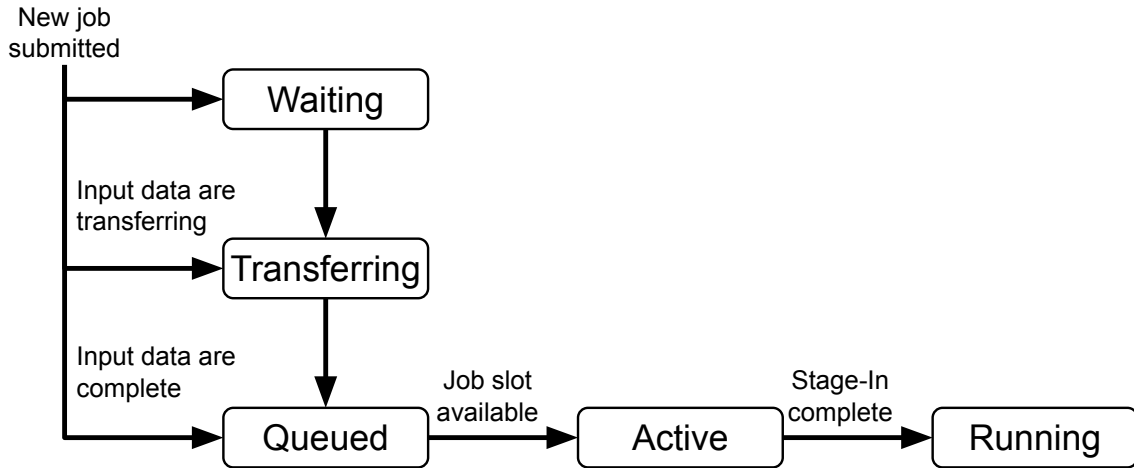 New job
submitted
Waiting
Input data are
transferring
Transferring
Input data are
complete
Queued
Job slot
available
Active
Stage-In
complete
Running